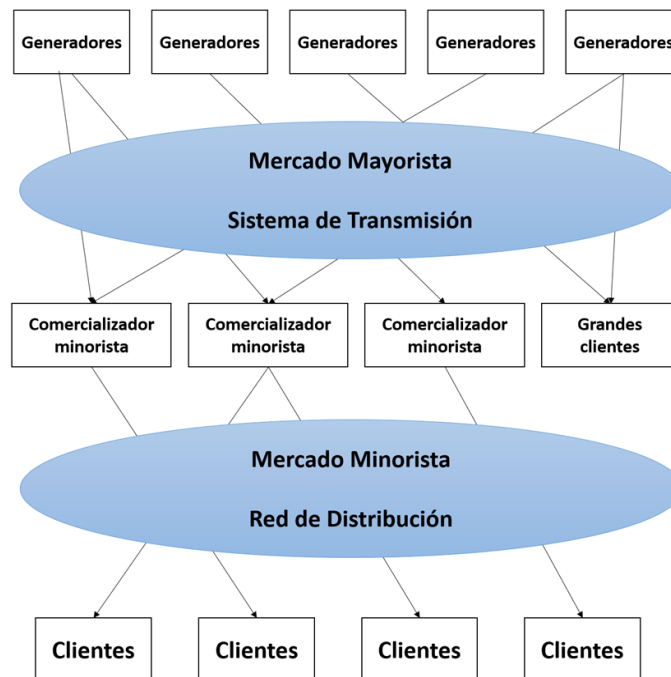 Generadores
Generadores
Generadores
Generadores
Generadores
Mercado Mayorista
Sistema de Transmisión
Comercializador
minorista
Comercializador
minorista
Comercializador
minorista
Grandes
clientes
Mercado Minorista
Red de Distribución
Clientes
Clientes
Clientes
Clientes